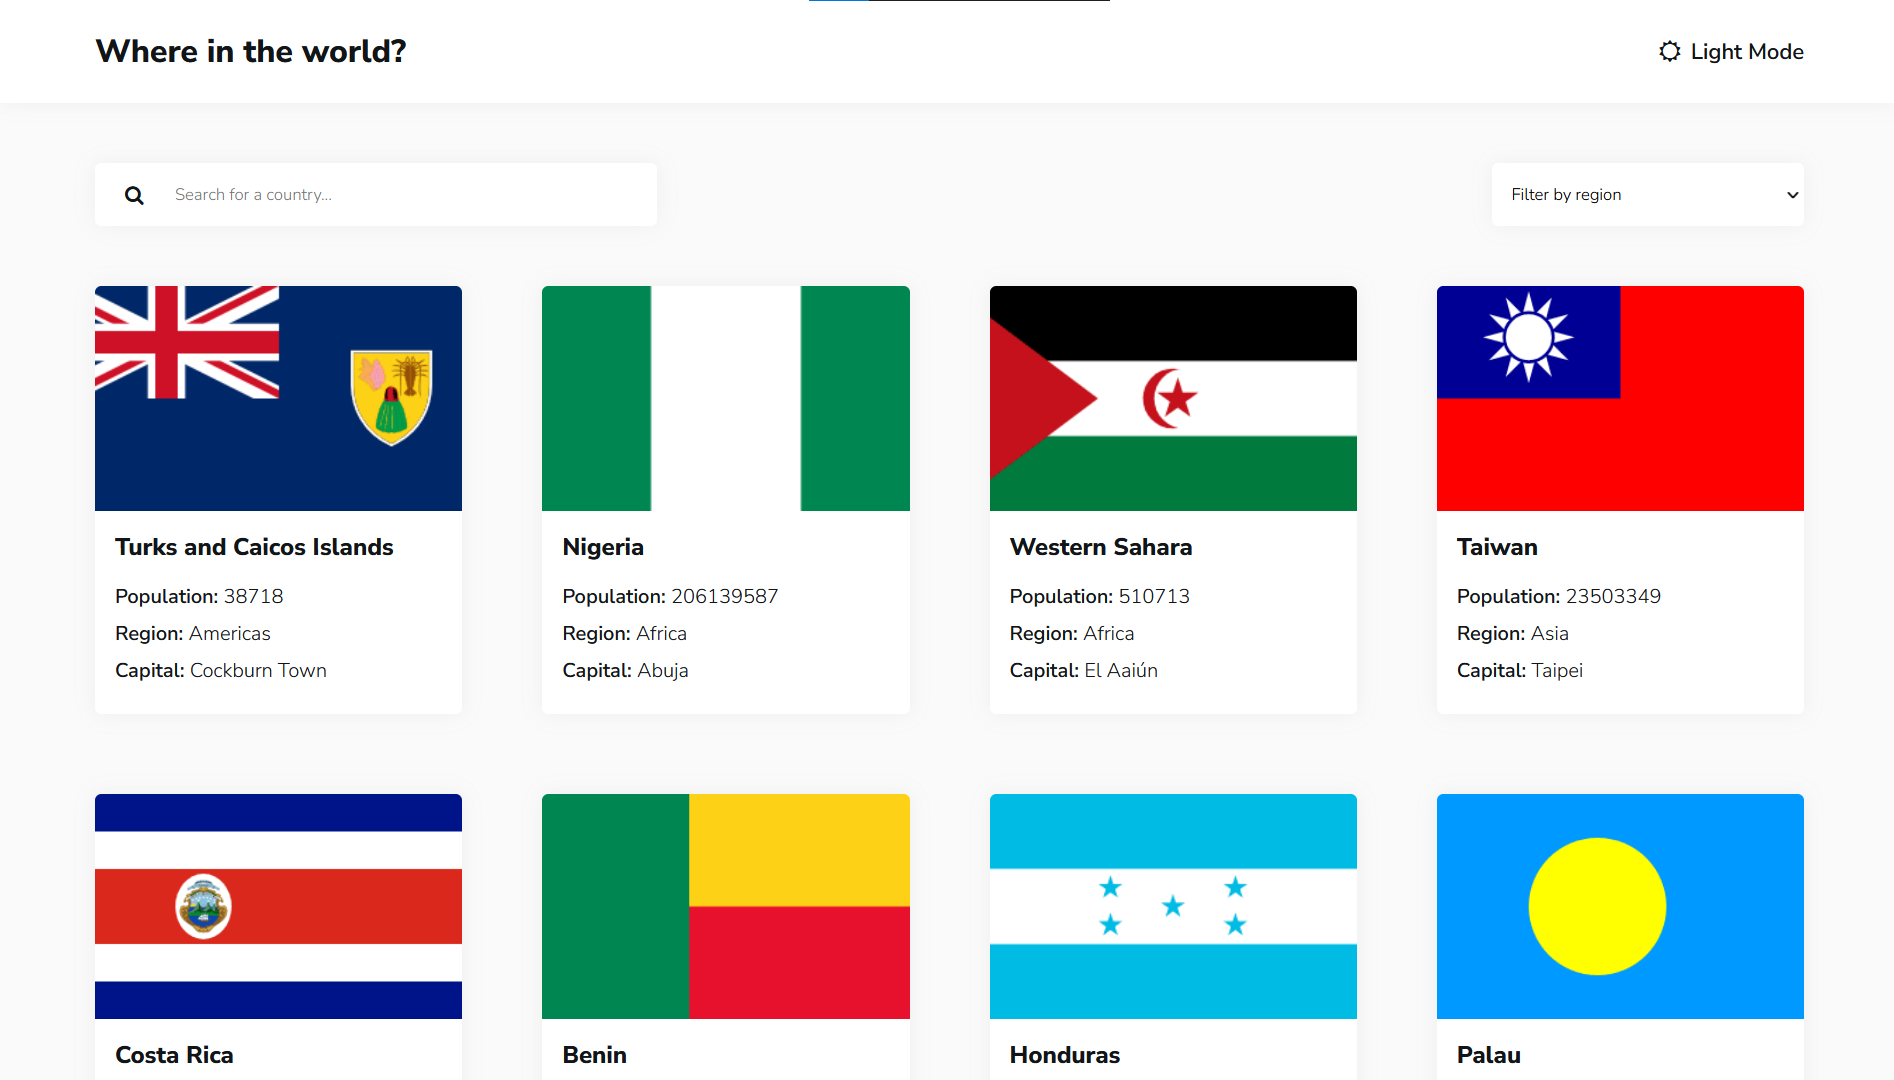 Where in the world?
Light Mode
Search for a country...
Filter by region
Turks and Caicos Islands
Population: 38718
Region: Americas
Capital: Cockburn Town
Nigeria
Population: 206139587
Region: Africa
Capital: Abuja
Western Sahara
Population: 510713
Region: Africa
Capital: El Aaiún
Taiwan
Population: 23503349
Region: Asia
Capital: Taipei
Costa Rica
Benin
Honduras
Palau